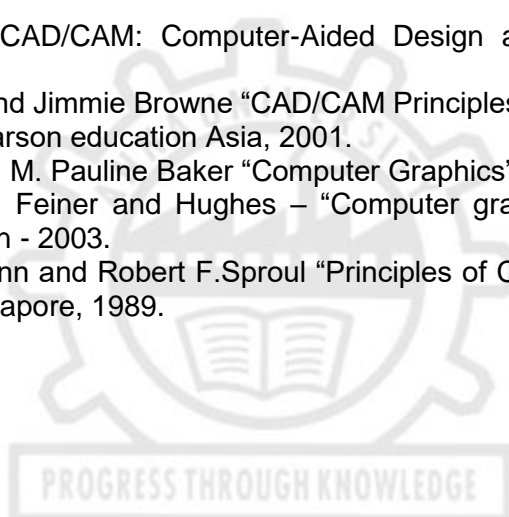 CAD/CAM: Computer-Aided Design a
nd Jimmie Browne “CAD/CAM Principles
arson education Asia, 2001.
M. Pauline Baker “Computer Graphics”
Feiner and Hughes – “Computer gra
n - 2003.
nn and Robert F.Sproul “Principles of C
apore, 1989.
PROGRESS THROUGH KNOWLEDGE